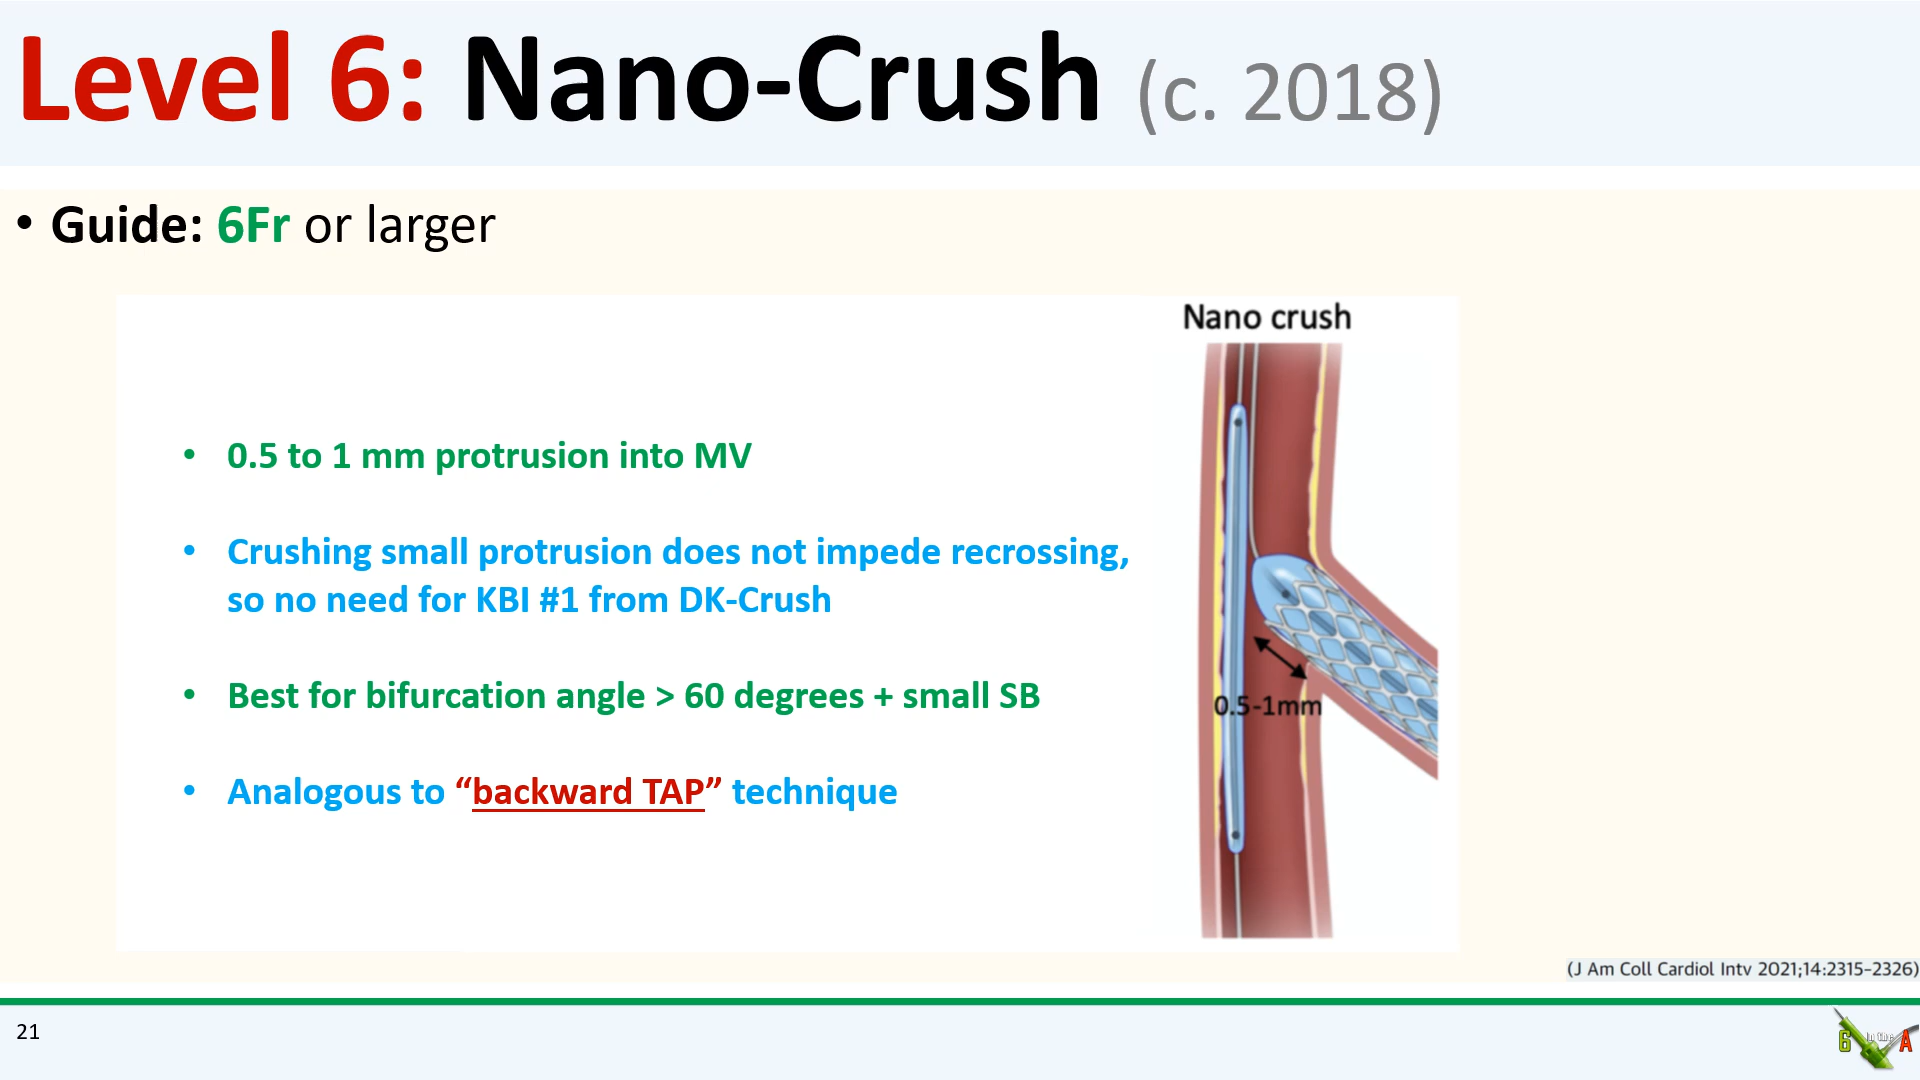 Level 6: Nano-Crush (c. 2018)
• Guide: 6Fr or larger
Nano crush
• 0.5 to 1 mm protrusion into MV
• Crushing small protrusion does not impede recrossing,
so no need for KBI #1 from DK-Crush
• Best for bifurcation angle > 60 degrees + small SB
0.5-1mm
• Analogous to “backward TAP” technique
(J Am Coll Cardiol Intv 2021;14:2315-2326)
21
6 in the A